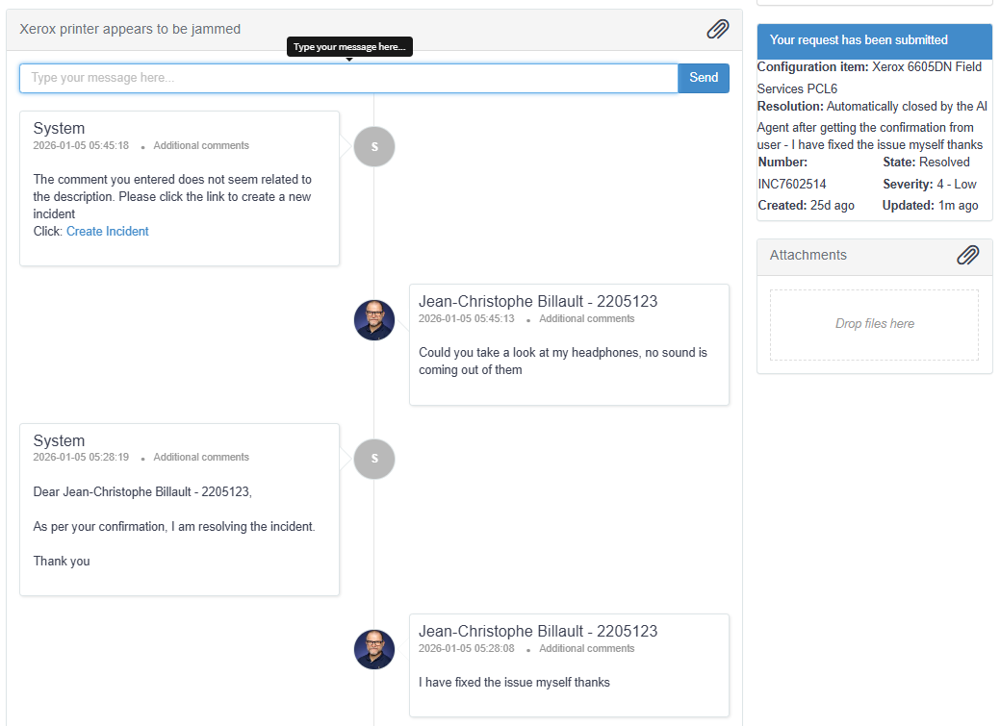 Xerox printer appears to be jammed
Type your message here...
Type your message here...
Send
System
2026-01-05 05:45:18 • Additional comments
The comment you entered does not seem related to
the description. Please click the link to create a new
incident
Click: Create Incident
S
Jean-Christophe Billault - 2205123
2026-01-05 05:45:13 • Additional comments
Could you take a look at my headphones, no sound is
coming out of them
System
2026-01-05 05:28:19 • Additional comments
Dear Jean-Christophe Billault - 2205123,
As per your confirmation, I am resolving the incident.
Thank you
S
Jean-Christophe Billault - 2205123
2026-01-05 05:28:08 • Additional comments
I have fixed the issue myself thanks
Your request has been submitted
Configuration item: Xerox 6605DN Field
Services PCL6
Resolution: Automatically closed by the AI
Agent after getting the confirmation from
user - I have fixed the issue myself thanks
Number:
INC7602514
Created: 25d ago
State: Resolved
Severity: 4 - Low
Updated: 1m ago
Attachments
Drop files here